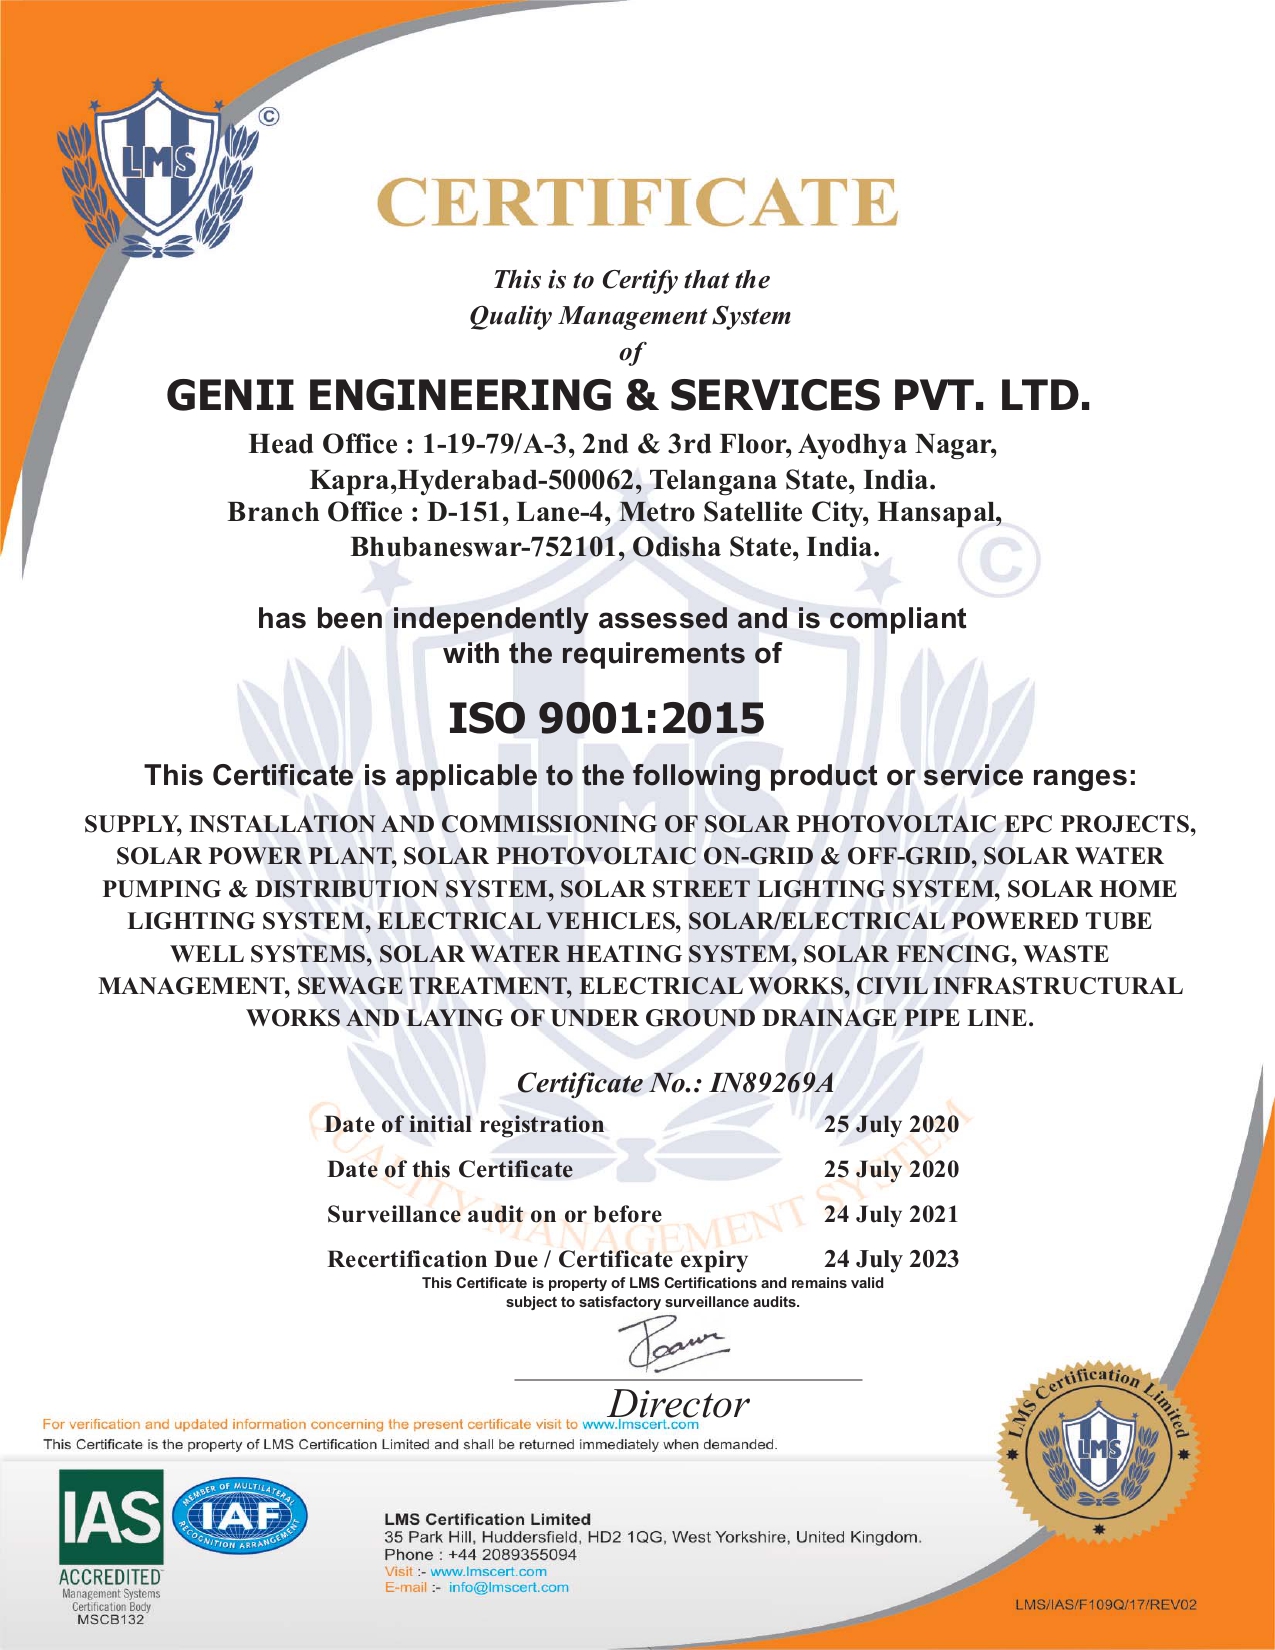 LMS
©
CERTIFICATE
This is to Certify that the
Quality Management System
of
GENII ENGINEERING & SERVICES PVT. LTD.
Head Office : 1-19-79/A-3, 2nd & 3rd Floor, Ayodhya Nagar,
Kapra,Hyderabad-500062, Telangana State, India.
Branch Office : D-151, Lane-4, Metro Satellite City, Hansapal,
Bhubaneswar-752101, Odisha State, India.
©
has been independently assessed and is compliant
with the requirements of
ISO 9001:2015
LMS
This Certificate is applicable to the following product or service ranges:
SUPPLY, INSTALLATION AND COMMISSIONING OF SOLAR PHOTOVOLTAIC EPC PROJECTS,
SOLAR POWER PLANT, SOLAR PHOTOVOLTAIC ON-GRID & OFF-GRID, SOLAR WATER
PUMPING & DISTRIBUTION SYSTEM, SOLAR STREET LIGHTING SYSTEM, SOLAR HOME
LIGHTING SYSTEM, ELECTRICAL VEHICLES, SOLAR/ELECTRICAL POWERED TUBE
WELL SYSTEMS, SOLAR WATER HEATING SYSTEM, SOLAR FENCING, WASTE
MANAGEMENT, SEWAGE TREATMENT, ELECTRICAL WORKS, CIVIL INFRASTRUCTURAL
WORKS AND LAYING OF UNDER GROUND DRAINAGE PIPE LINE.
Certificate No.: IN89269A
Date of initial registration 25 July 2020
Date of this Certificate 25 July 2020
Surveillance audit on or before 24 July 2021
Recertification Due / Certificate expiry 24 July 2023
QUALITY MANAGEMENT SYSTEM
This Certificate is property of LMS Certifications and remains valid
subject to satisfactory surveillance audits.
Director
For verification and updated information concerning the present certificate visit to www.lmscert.com
This Certificate is the property of LMS Certification Limited and shall be returned immediately when demanded.
LMS Certification Limited
LMS
IAS
ACCREDITED
Management Systems
Certification Body
MSCB132
MEMBER OF MULTILATERAL
IAF
RECOGNITION ARRANGEMENT
LMS Certification Limited
35 Park Hill, Huddersfield, HD2 1QG, West Yorkshire, United Kingdom.
Phone : +44 2089355094
Visit :- www.lmscert.com
E-mail :- info@lmscert.com
LMS/IAS/F109Q/17/REV02